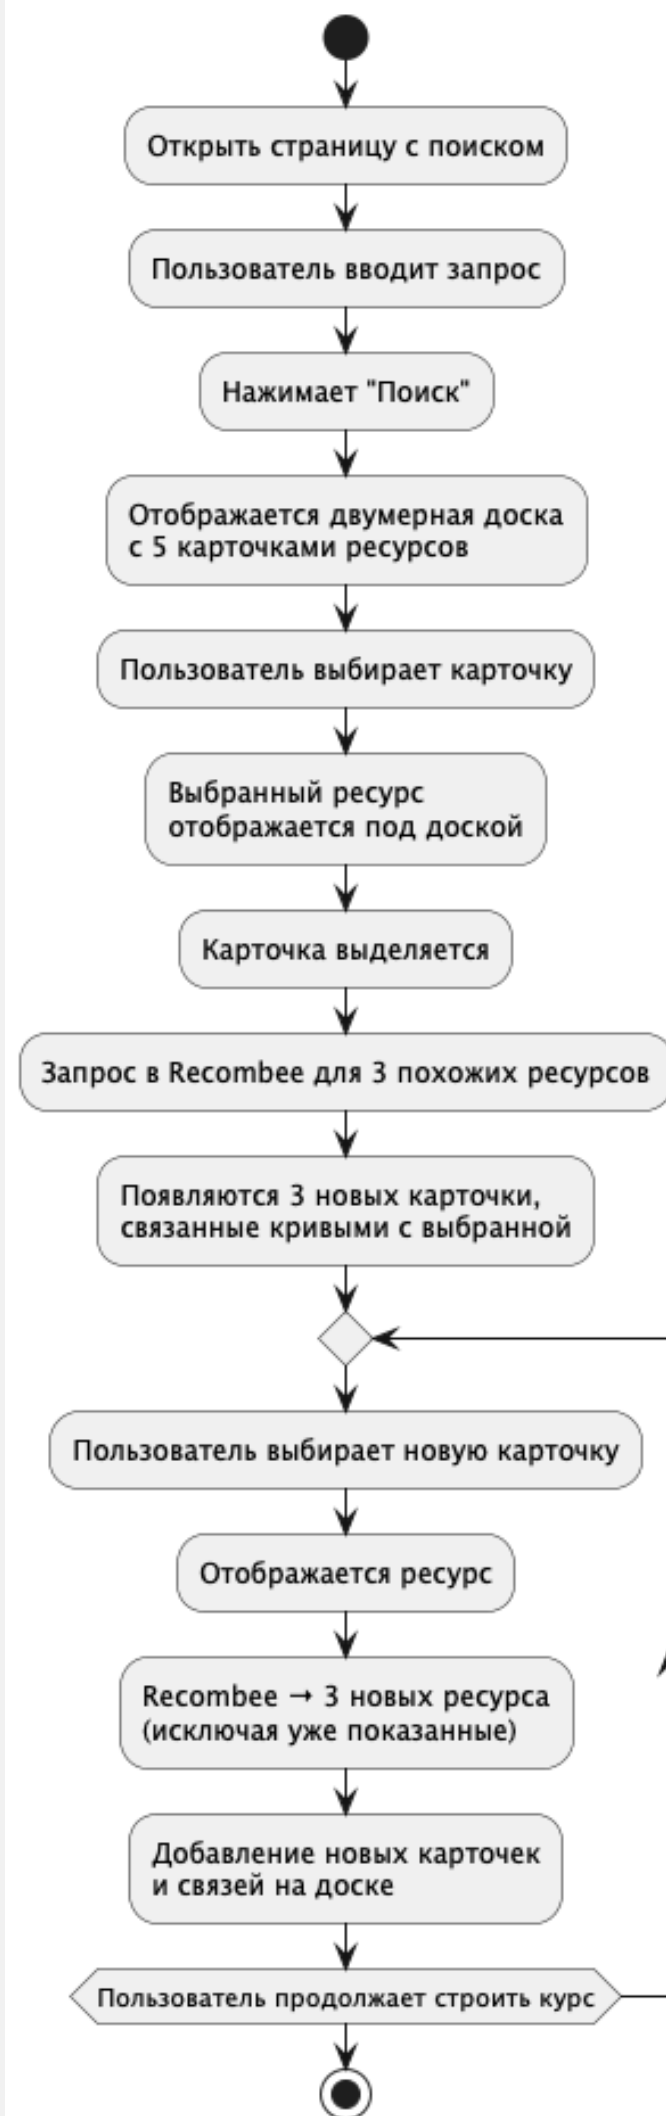 Открыть страницу с поиском
Пользователь вводит запрос
Нажимает "Поиск"
Отображается двумерная доска
с 5 карточками ресурсов
Пользователь выбирает карточку
Выбранный ресурс
отображается под доской
Карточка выделяется
Запрос в Recombee для 3 похожих ресурсов
Появляются 3 новых карточки,
связанные кривыми с выбранной
Пользователь выбирает новую карточку
Отображается ресурс
Recombee → 3 новых ресурса
(исключая уже показанные)
Добавление новых карточек
и связей на доске
Пользователь продолжает строить курс